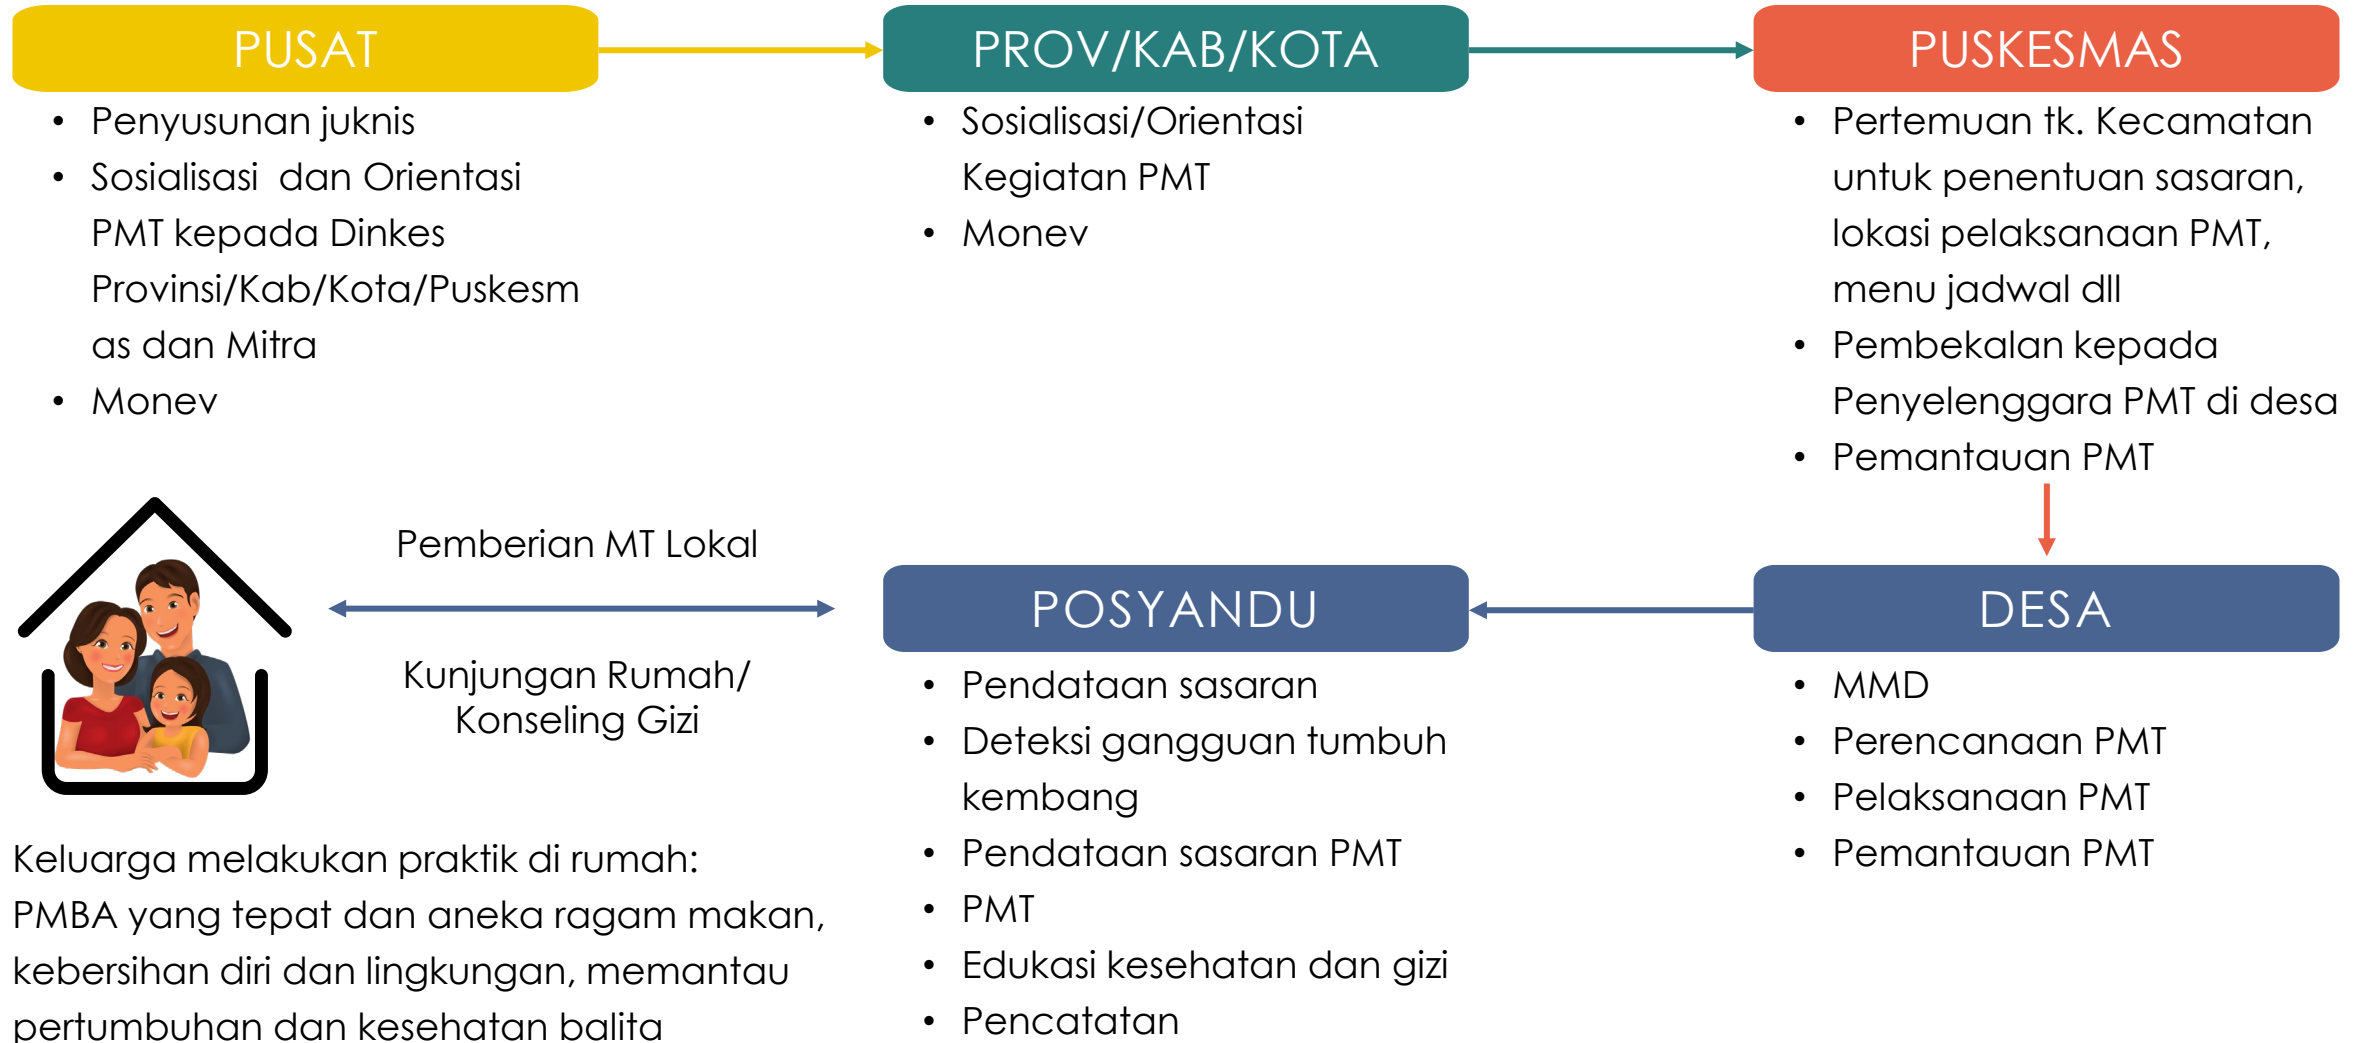 PUSAT
• Penyusunan juknis
• Sosialisasi dan Orientasi
PMT kepada Dinkes
Provinsi/Kab/Kota/Puskesm
as dan Mitra
• Monev
PROV/KAB/KOTA
• Sosialisasi/Orientasi
Kegiatan PMT
• Monev
PUSKESMAS
• Pertemuan tk. Kecamatan
untuk penentuan sasaran,
lokasi pelaksanaan PMT,
menu jadwal dll
• Pembekalan kepada
Penyelenggara PMT di desa
• Pemantauan PMT
DESA
• MMD
• Perencanaan PMT
• Pelaksanaan PMT
• Pemantauan PMT
POSYANDU
• Pendataan sasaran
• Deteksi gangguan tumbuh
kembang
• Pendataan sasaran PMT
• PMT
• Edukasi kesehatan dan gizi
• Pencatatan
Pemberian MT Lokal
Kunjungan Rumah/
Konseling Gizi
Keluarga melakukan praktik di rumah:
PMBA yang tepat dan aneka ragam makan,
kebersihan diri dan lingkungan, memantau
pertumbuhan dan kesehatan balita